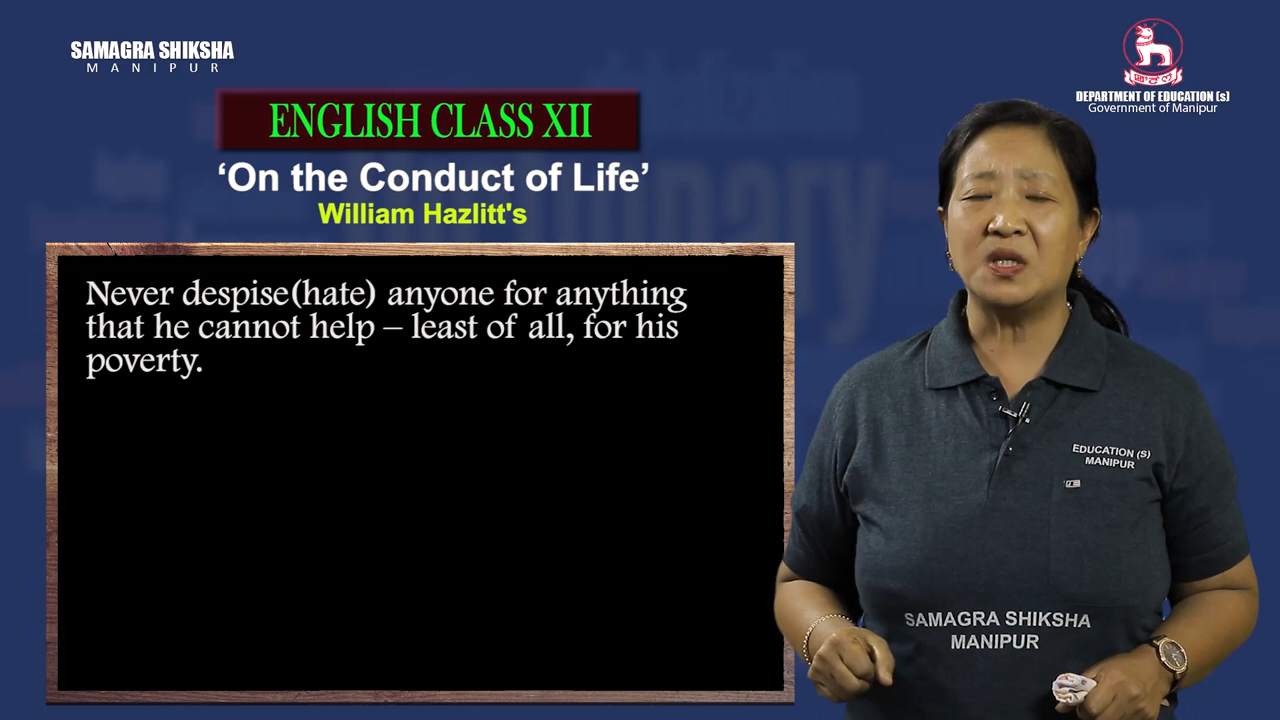 SAMAGRA SHIKSHA
MANIPUR
DEPARTMENT OF EDUCATION (s)
Government of Manipur
ENGLISH CLASS XII
‘On the Conduct of Life’
William Hazlitt's
Never despise(hate) anyone for anything
that he cannot help – least of all, for his
poverty.
EDUCATION (S)
MANIPUR
SAMAGRA SHIKSHA
MANIPUR